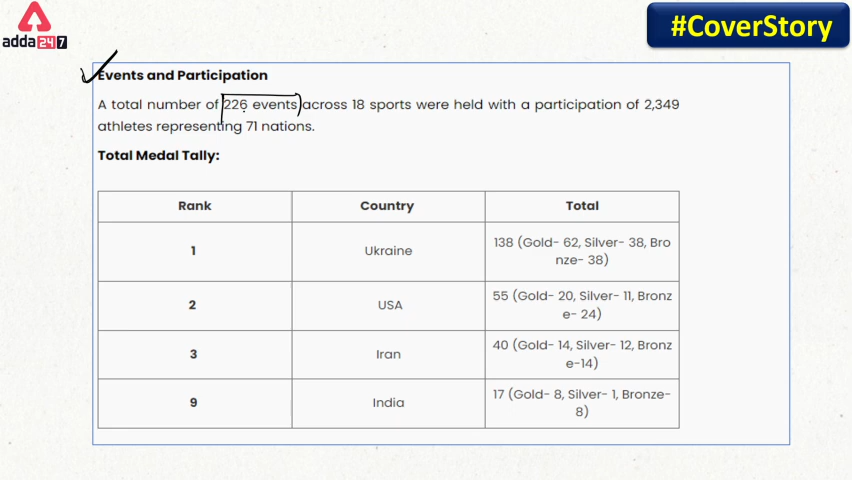 #CoverStory
adda247
Events and Participation
A total number of 226 events across 18 sports were held with a participation of 2,349
athletes representing 71 nations.
Total Medal Tally:
Rank Country Total
1 Ukraine 138 (Gold- 62, Silver- 38, Bro
nze- 38)
2 USA 55 (Gold- 20, Silver- 11, Bronz
e- 24)
3 Iran 40 (Gold- 14, Silver- 12, Bronz
e-14)
9 India 17 (Gold- 8, Silver- 1, Bronze-
8)